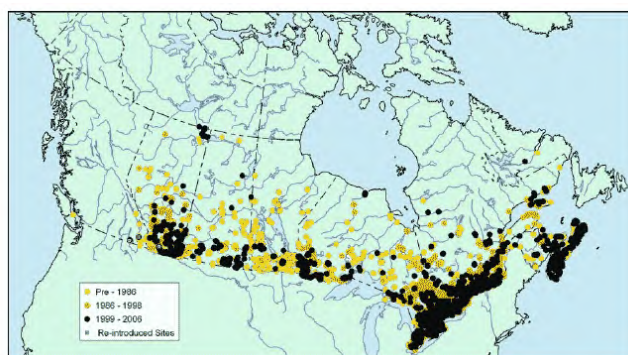 Pre - 1986
1986 - 1998
1999 - 2006
Re-introduced Sites